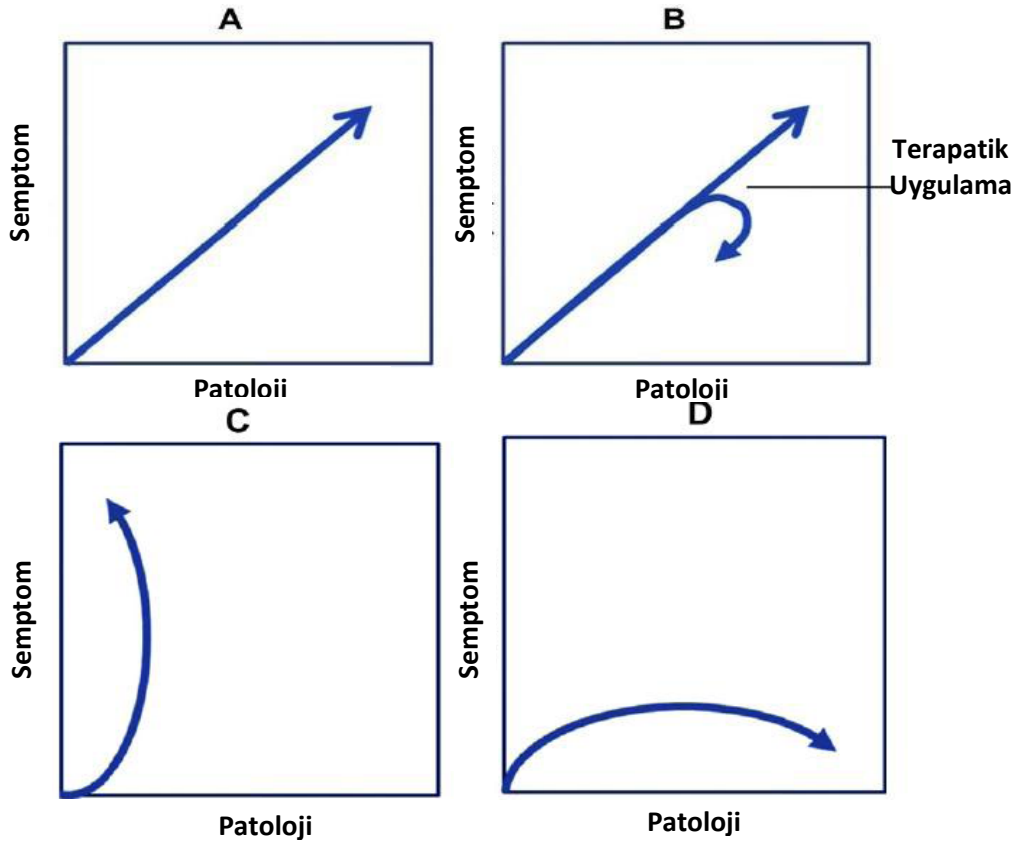 A
Semptom
Patoloji
B
Semptom
Terapatik
Uygulama
Patoloji
C
Semptom
Patoloji
D
Semptom
Patoloji